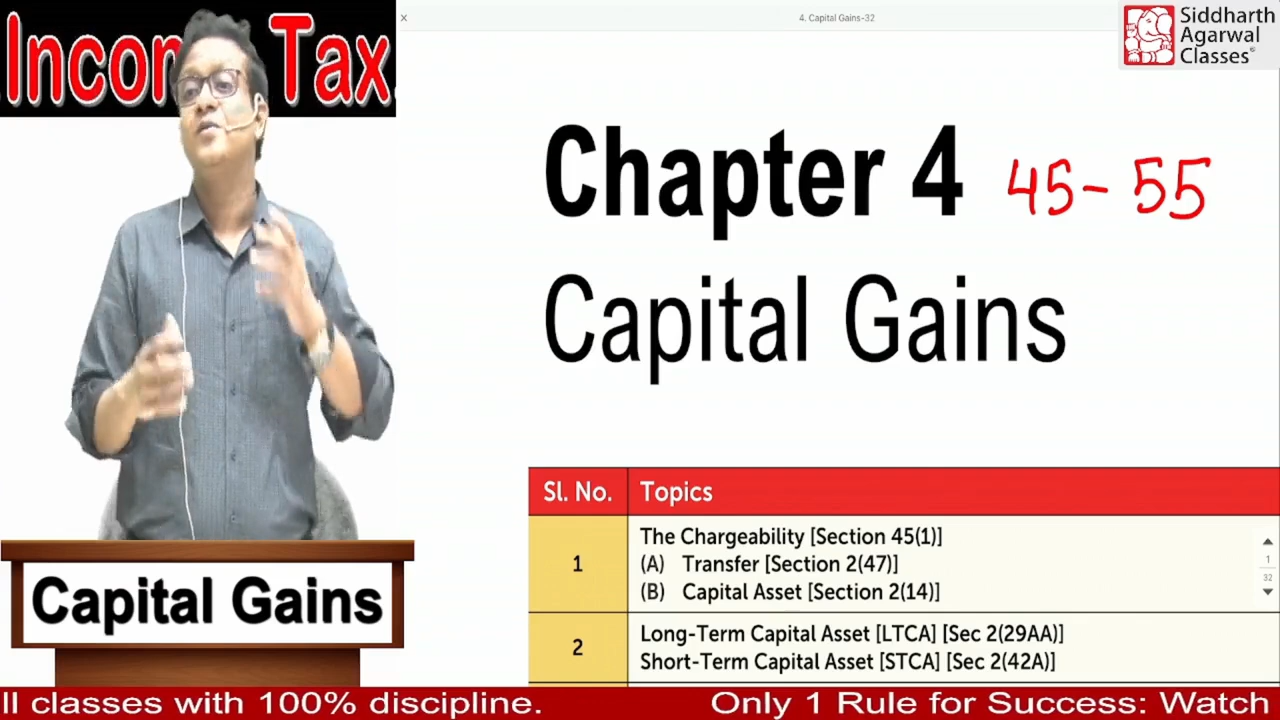 Income Tax.
×
4. Capital Gains-32
Siddharth
Agarwal
Classes®
Chapter 4 45- 55
Capital Gains
Sl. No. Topics
1
The Chargeability [Section 45(1)]
(A) Transfer [Section 2(47)]
(B) Capital Asset [Section 2(14)]
2
Long-Term Capital Asset [LTCA] [Sec 2(29AA)]
Short-Term Capital Asset [STCA] [Sec 2(42A)]
1
32
Capital Gains
ll classes with 100% discipline. Only 1 Rule for Success: Watch